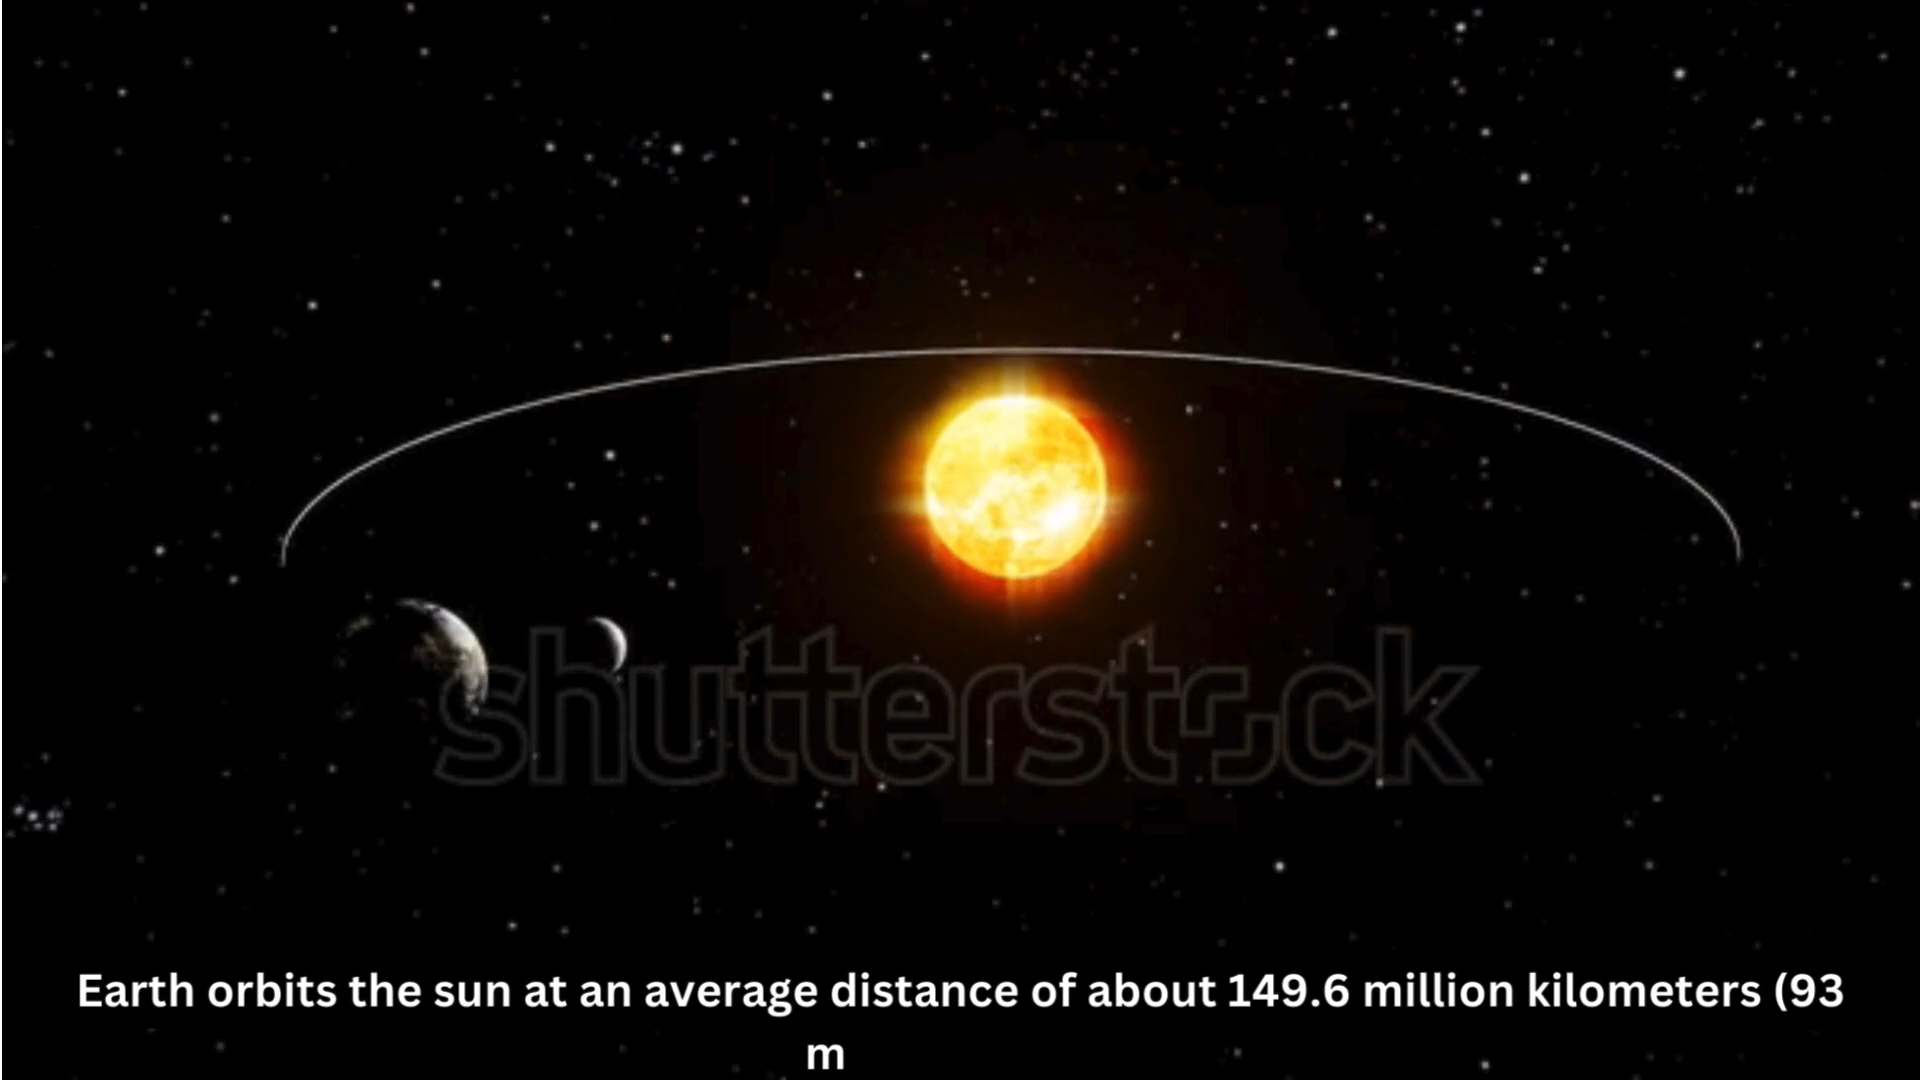 shutterstock
Earth orbits the sun at an average distance of about 149.6 million kilometers (93
m